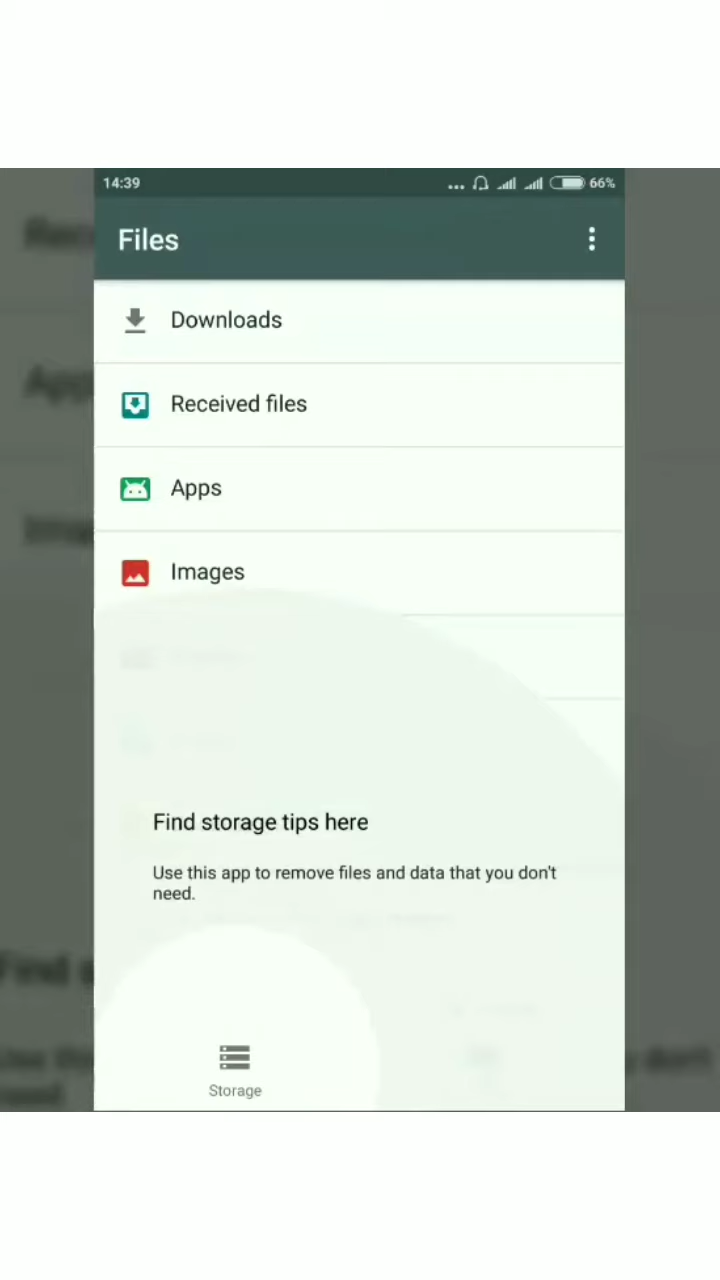 14:39
66%
Files
Downloads
Received files
Apps
Images
Find storage tips here
Use this app to remove files and data that you don't
need.
Storage